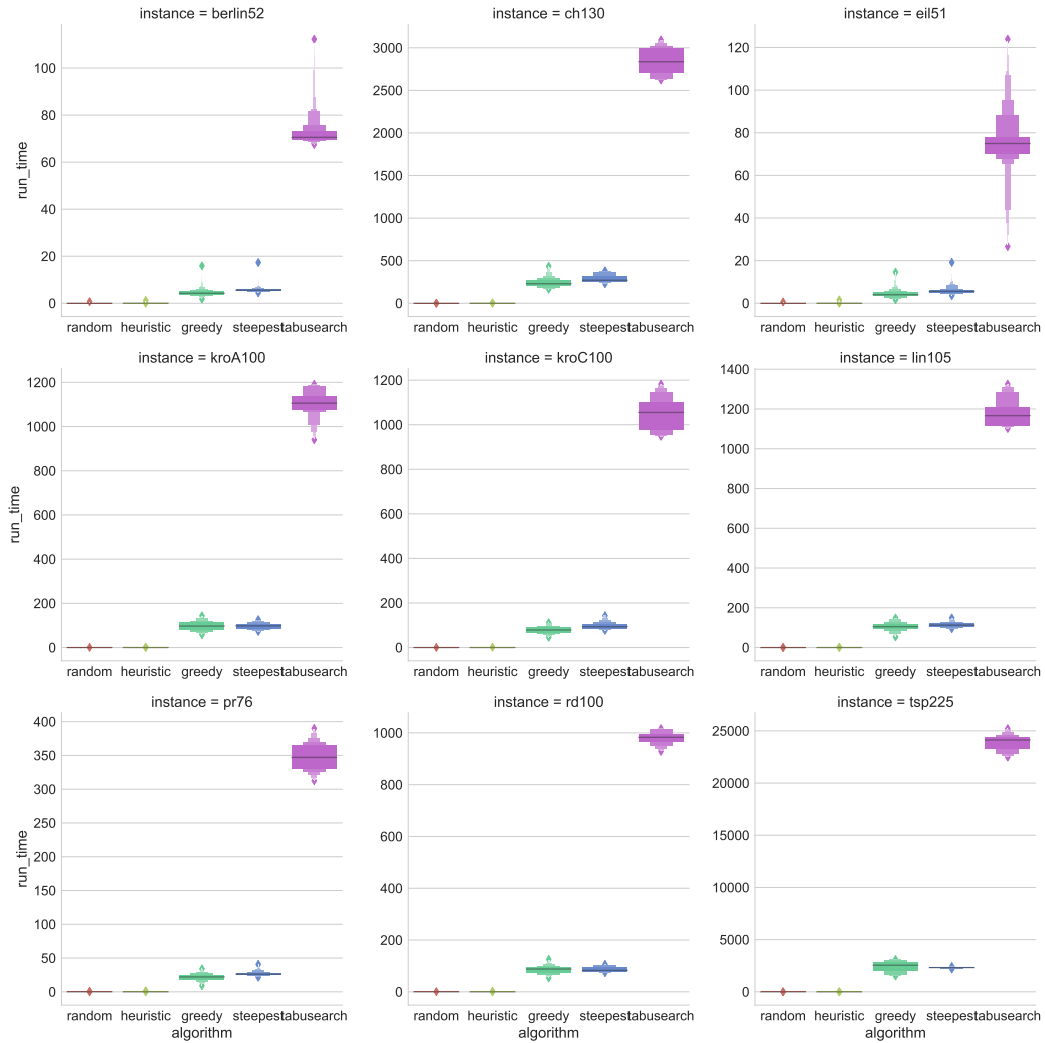 instance = berlin52
100
80
60
40
20
0
run_time
random heuristic greedy steepest tabusearch
instance = ch130
3000
2500
2000
1500
1000
500
0
random heuristic greedy steepest tabusearch
instance = eil51
120
100
80
60
40
20
0
random heuristic greedy steepest tabusearch
instance = kroA100
1200
1000
800
600
400
200
0
run_time
random heuristic greedy steepest tabusearch
instance = kroC100
1200
1000
800
600
400
200
0
random heuristic greedy steepest tabusearch
instance = lin105
1400
1200
1000
800
600
400
200
0
random heuristic greedy steepest tabusearch
instance = pr76
400
350
300
250
200
150
100
50
0
run_time
random heuristic greedy steepest tabusearch
algorithm
instance = rd100
1000
800
600
400
200
0
random heuristic greedy steepest tabusearch
algorithm
instance = tsp225
25000
20000
15000
10000
5000
0
random heuristic greedy steepest tabusearch
algorithm